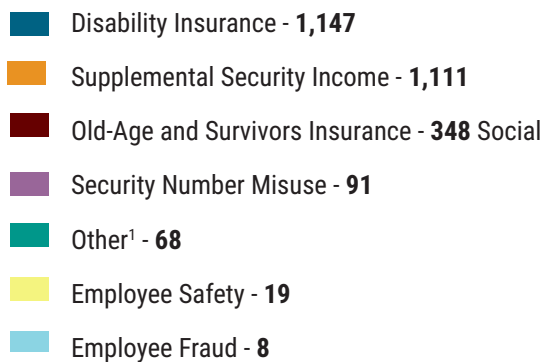 Disability Insurance - 1,147
Supplemental Security Income - 1,111
Old-Age and Survivors Insurance - 348 Social
Security Number Misuse - 91
Other¹ - 68
Employee Safety - 19
Employee Fraud - 8